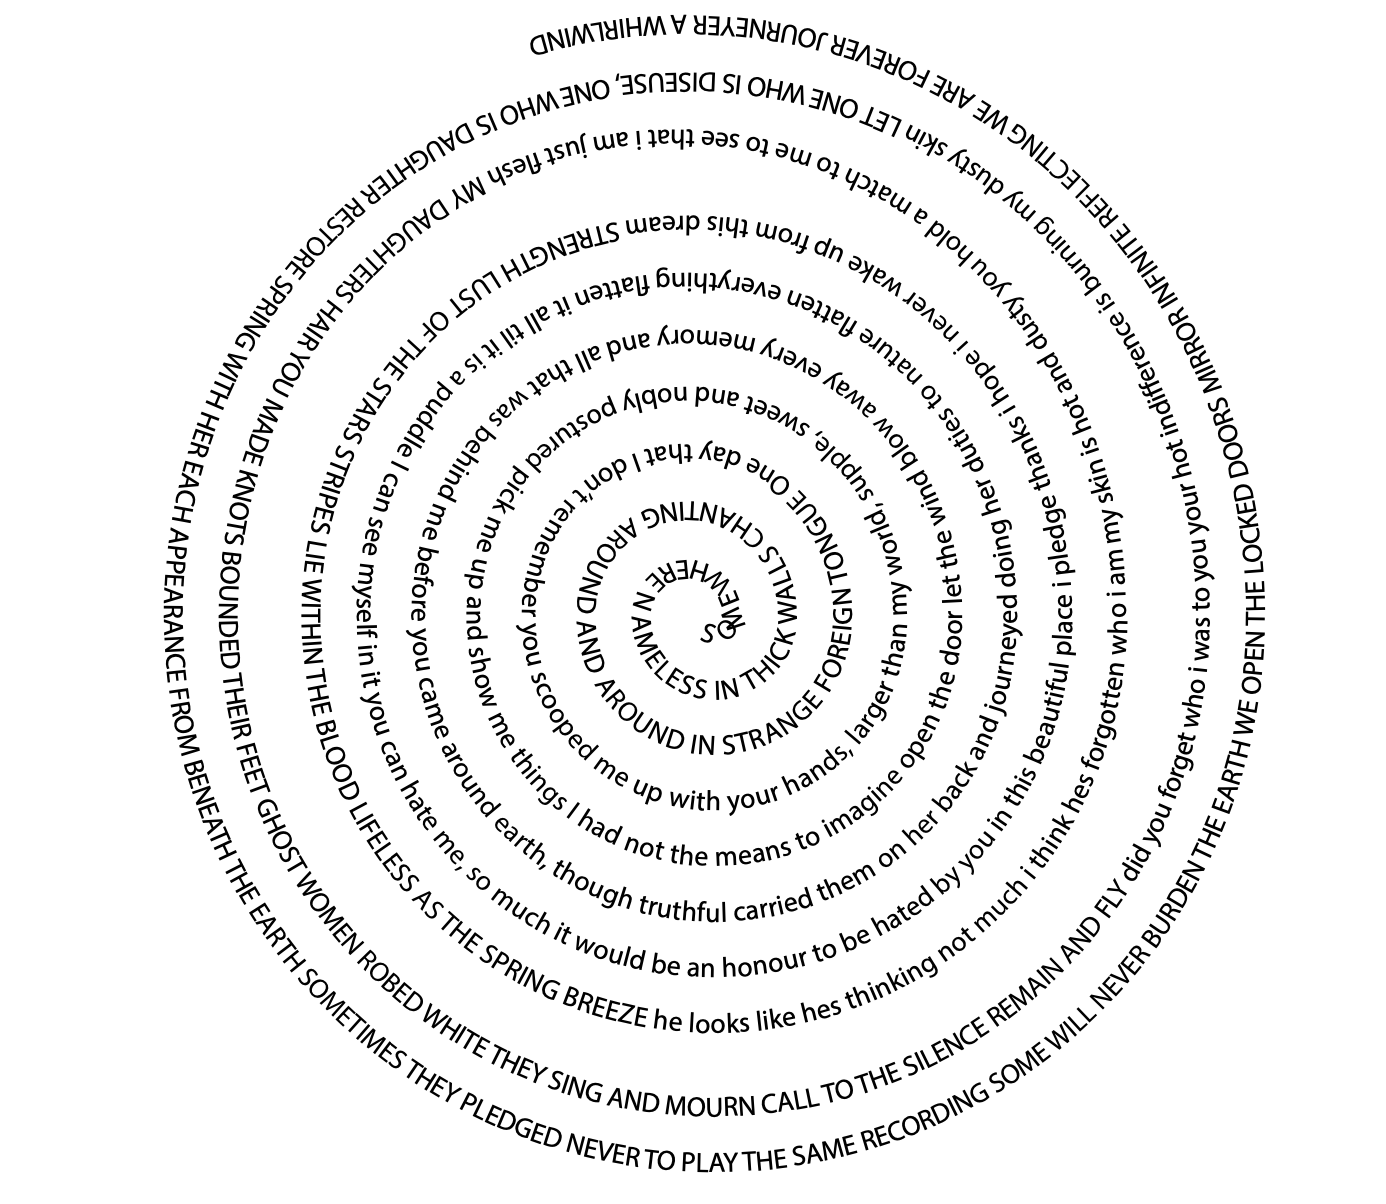 SOMEWHERE NAMELESS IN THICK WALLS CHANTING AROUND AND AROUND IN STRANGE FOREIGN TONGUE One day that I don't remember you scooped me up with your hands, larger than my world, supple, sweet and nobly postured pick me up and show me things I had not the means to imagine open the door let the wind blow away every memory and all that was behind me before you came around earth, though truthful carried them on her back and journeyed doing her duties to nature flatten everything flatten it all til it is a puddle I can see myself in it you can hate me, so much it would be an honour to be hated by you in this beautiful place i pledge thanks i hope i never wake up from this dream STRENGTH LUST OF THE STARS STRIPES LIE WITHIN THE BLOOD LIFELESS AS THE SPRING BREEZE he looks like hes thinking not much i think hes forgotten who i am my skin is hot and dusty you hold a match to me to see that i am just flesh MY DAUGHTERS HAIR YOU MADE KNOTS BOUNDED THEIR FEET GHOST WOMEN ROBED WHITE THEY SING AND MOURN CALL TO THE SILENCE REMAIN AND FLY did you forget who i was to you your hot indifference is burning my dusty skin LET ONE WHO IS DISEUSE, ONE WHO IS DAUGHTER RESTORE SPRING WITH HER EACH APPEARANCE FROM BENEATH THE EARTH SOMETIMES THEY PLEDGED NEVER TO PLAY THE SAME RECORDING SOME WILL NEVER BURDEN THE EARTH WE OPEN THE LOCKED DOORS MIRROR INFINITE REFLECTING WE ARE FOREVER JOURNEYER A WHIRLWIND